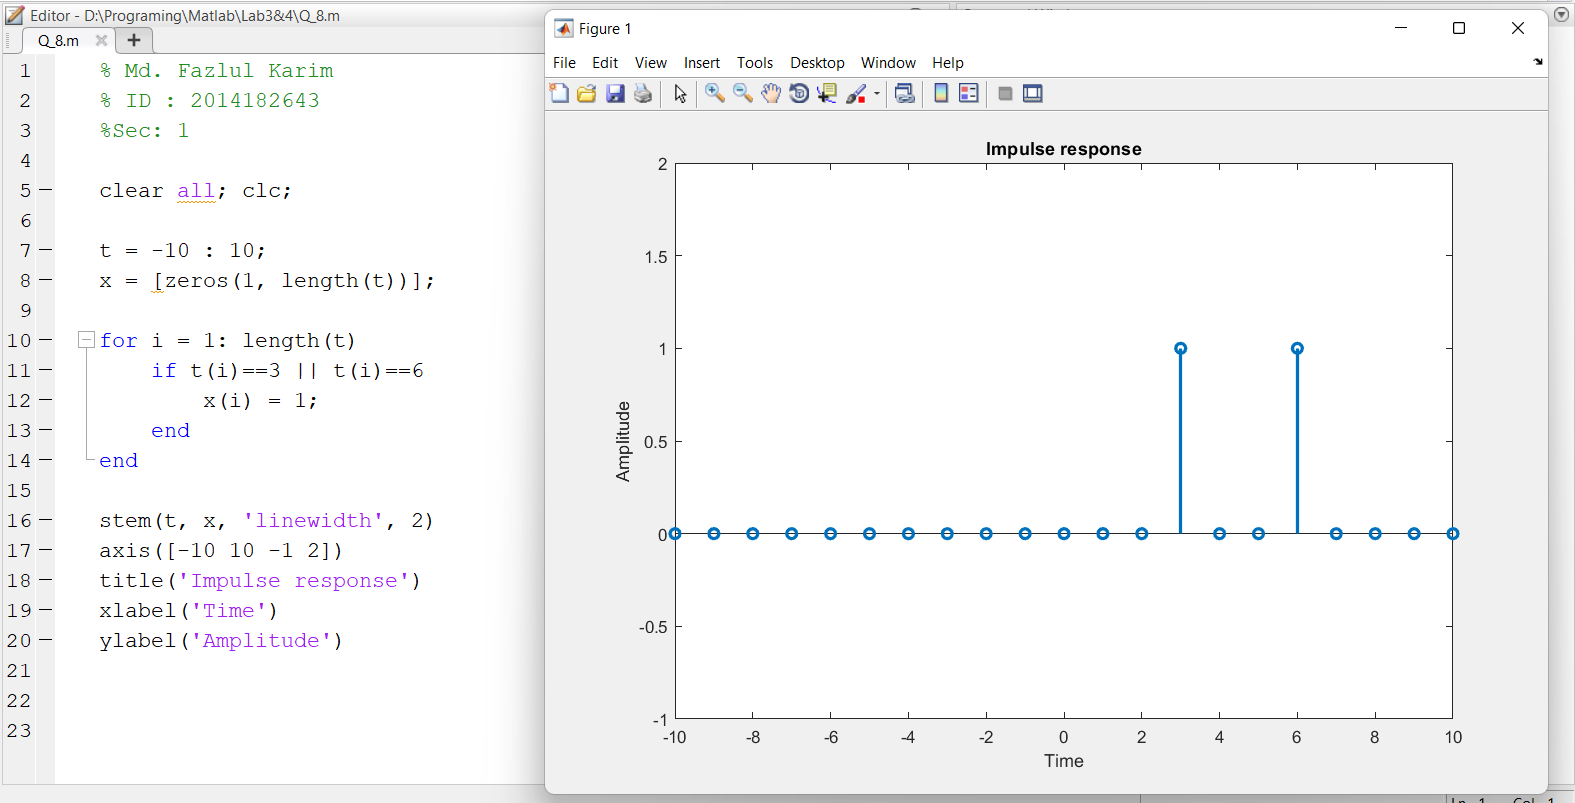 Editor - D:\Programing\Matlab\Lab3&4\Q_8.m
Q_8.m
1 % Md. Fazlul Karim
2 % ID : 2014182643
3 %Sec: 1
4
5 clear all; clc;
6
7 t = -10 : 10;
8 x = [zeros(1, length(t))];
9
10 for i = 1: length(t)
11 if t(i)==3 || t(i)==6
12 x(i) = 1;
13 end
14 end
15
16 stem(t, x, 'linewidth', 2)
17 axis([-10 10 -1 2])
18 title('Impulse response')
19 xlabel('Time')
20 ylabel('Amplitude')
21
22
23
Figure 1
File Edit View Insert Tools Desktop Window Help
Impulse response
2
1.5
1
0.5
0
-0.5
-1
Amplitude
-10 -8 -6 -4 -2 0 2 4 6 8 10
Time